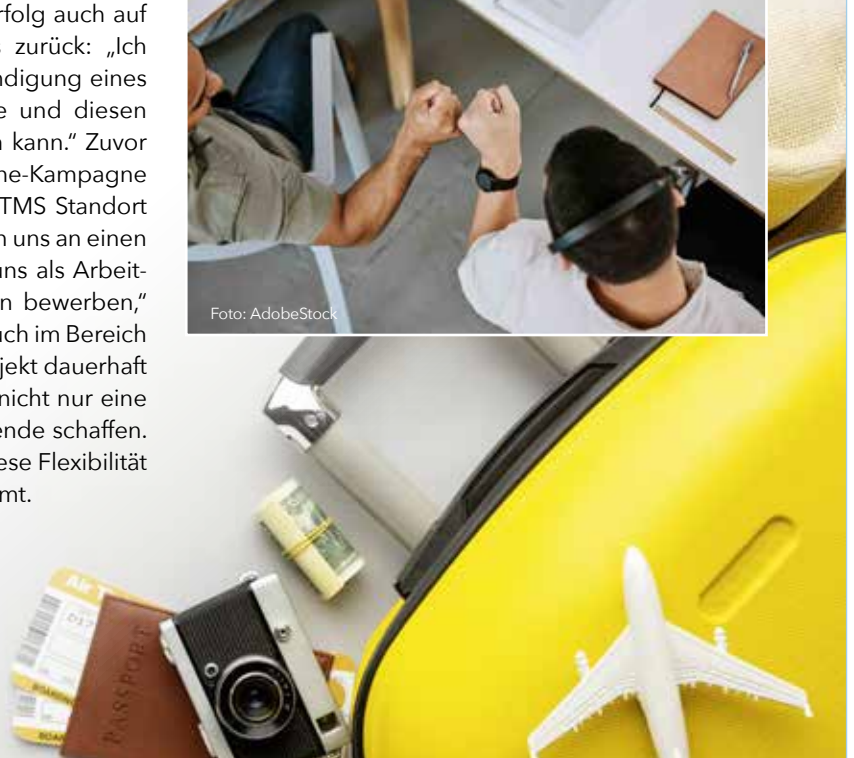 rfolg auch auf
zurück: „Ich
ndigung eines
und diesen
kann.“ Zuvor
ne-Kampagne
TMS Standort
uns an einen
uns als Arbeit-
n bewerben,“
uch im Bereich
jekt dauerhaft
nicht nur eine
ende schaffen.
ese Flexibilität
mt.
Foto: AdobeStock
Air
PASSPORT